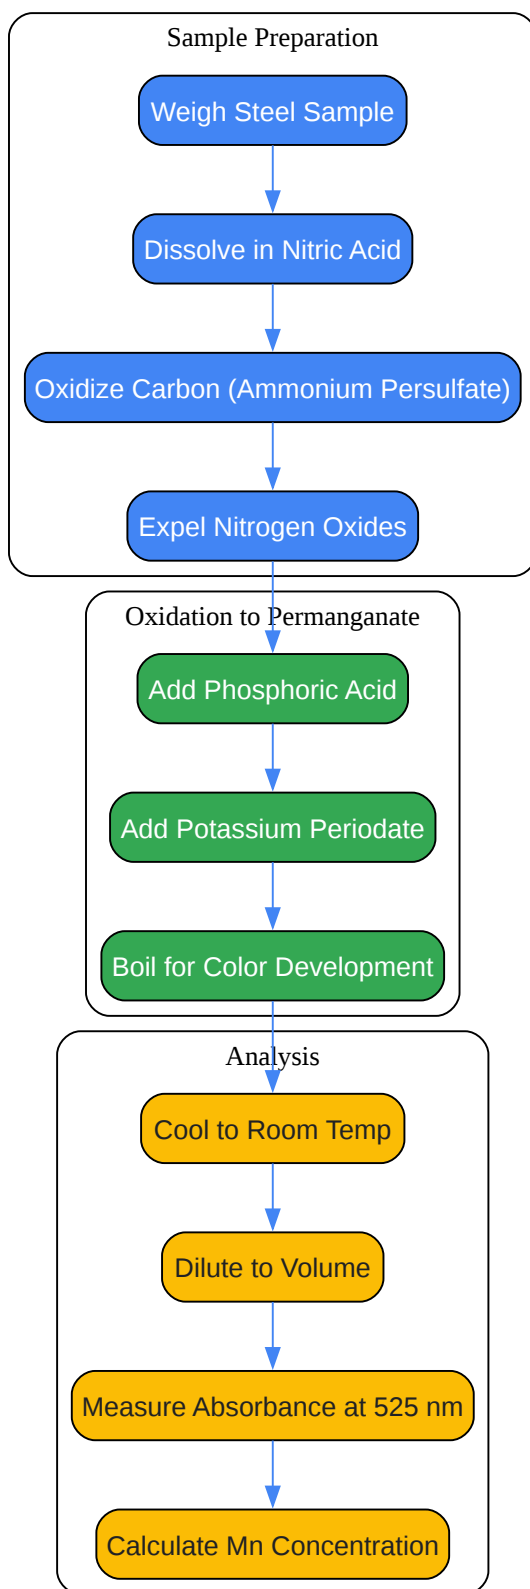 Sample Preparation
Weigh Steel Sample
Dissolve in Nitric Acid
Oxidize Carbon (Ammonium Persulfate)
Expel Nitrogen Oxides
Oxidation to Permanganate
Add Phosphoric Acid
Add Potassium Periodate
Boil for Color Development
Analysis
Cool to Room Temp
Dilute to Volume
Measure Absorbance at 525 nm
Calculate Mn Concentration